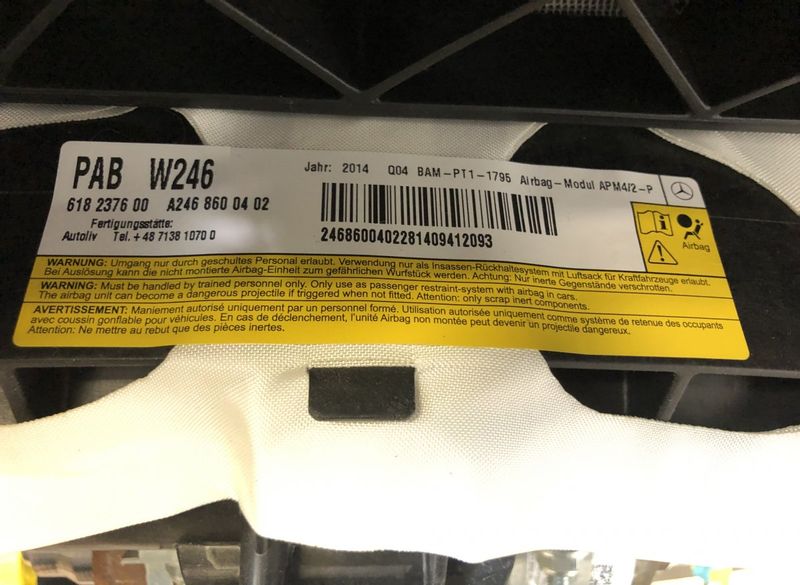 PAB W246
Jahr: 2014 Q04 BAM-PT1-1795 Airbag-Modul APM4i2-P
618 2376 00 A246 860 04 02
Fertigungsstätte:
Autoliv Tel. +48 7138 1070 0
2468600402281409412093
Airbag
WARNUNG: Umgang nur durch geschultes Personal erlaubt. Verwendung nur als Insassen-Rückhaltesystem mit Luftsack für Kraftfahrzeuge erlaubt.
Bei Auslösung kann die nicht montierte Airbag-Einheit zum gefährlichen Wurfstück werden. Achtung: Nur inerte Gegenstände verschrotten.
WARNING: Must be handled by trained personnel only. Only use as passenger restraint-system with airbag in cars.
The airbag unit can become a dangerous projectile if triggered when not fitted. Attention: only scrap inert components.
AVERTISSEMENT: Maniement autorisé uniquement par un personnel formé. Utilisation autorisée uniquement comme système de retenue des occupants
avec coussin gonflable pour véhicules. En cas de déclenchement, l'unité Airbag non montée peut devenir un projectile dangereux.
Attention: Ne mettre au rebut que des pièces inertes.